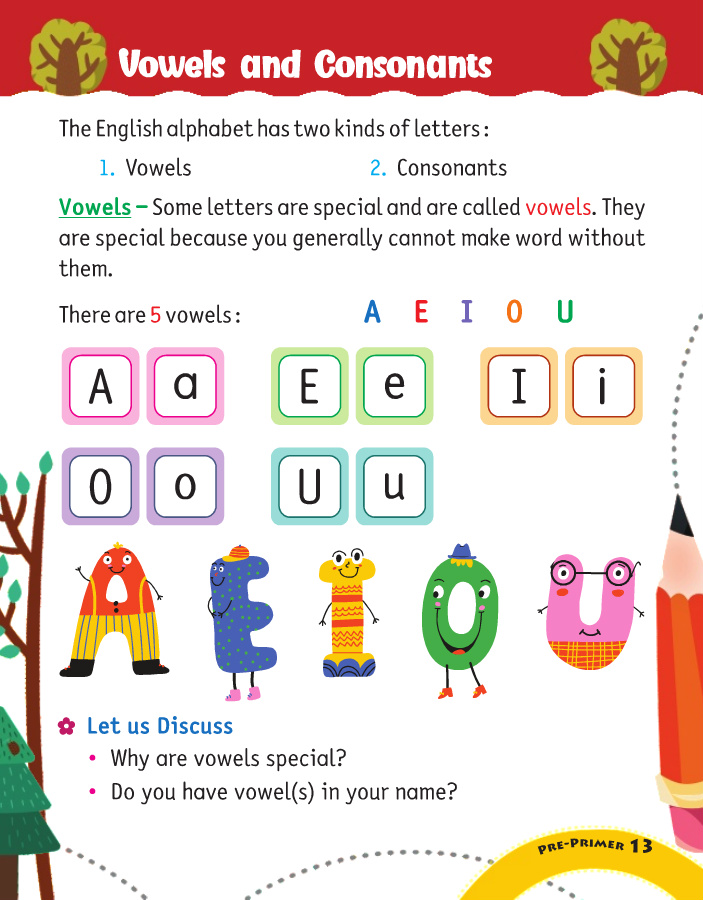 Vowels and Consonants
The English alphabet has two kinds of letters :
1. Vowels 2. Consonants
Vowels – Some letters are special and are called vowels. They
are special because you generally cannot make word without
them.
There are 5 vowels : A E I O U
A a E e I i
O o U u
A E I O U
Let us Discuss
• Why are vowels special?
• Do you have vowel(s) in your name?
PRE-PRIMER 13